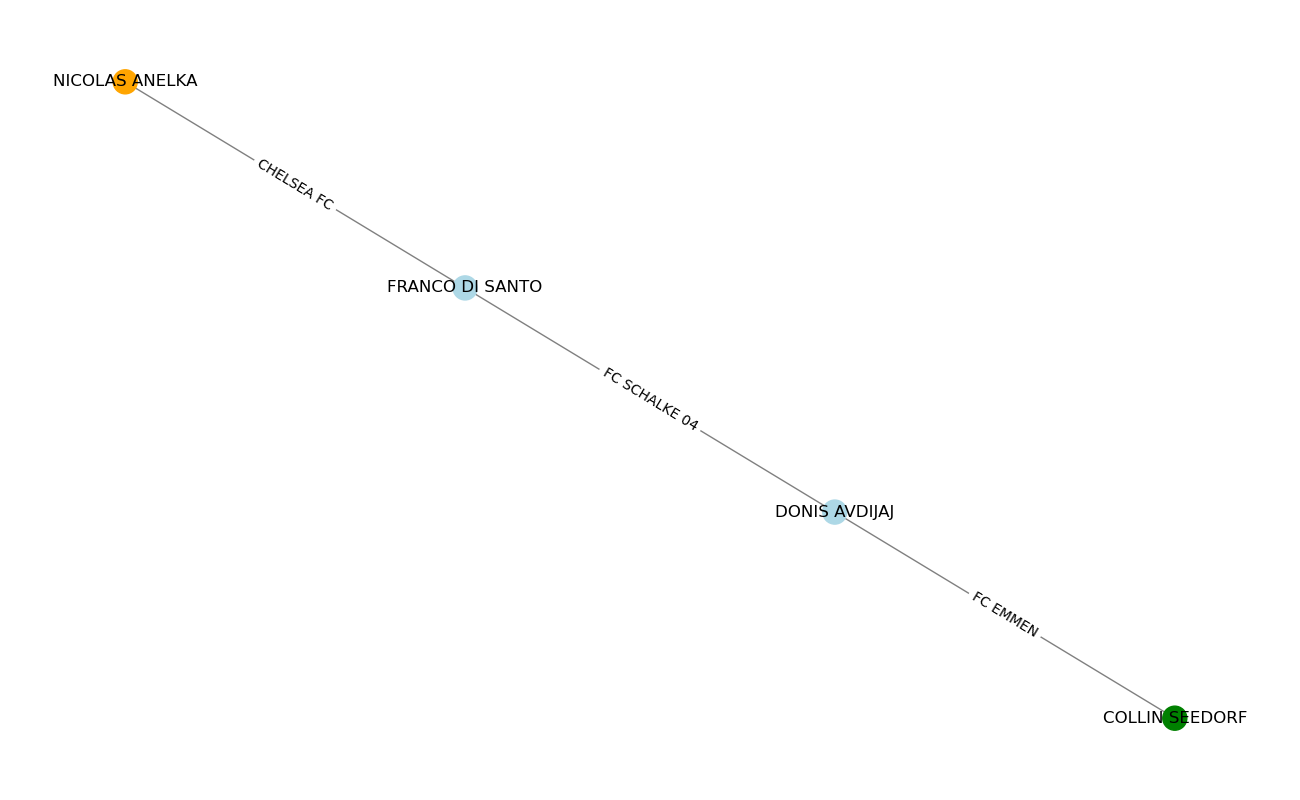 NICOLAS ANELKA
CHELSEA FC
FRANCO DI SANTO
FC SCHALKE 04
DONIS AVDIJAJ
FC EMMEN
COLLIN SEEDORF